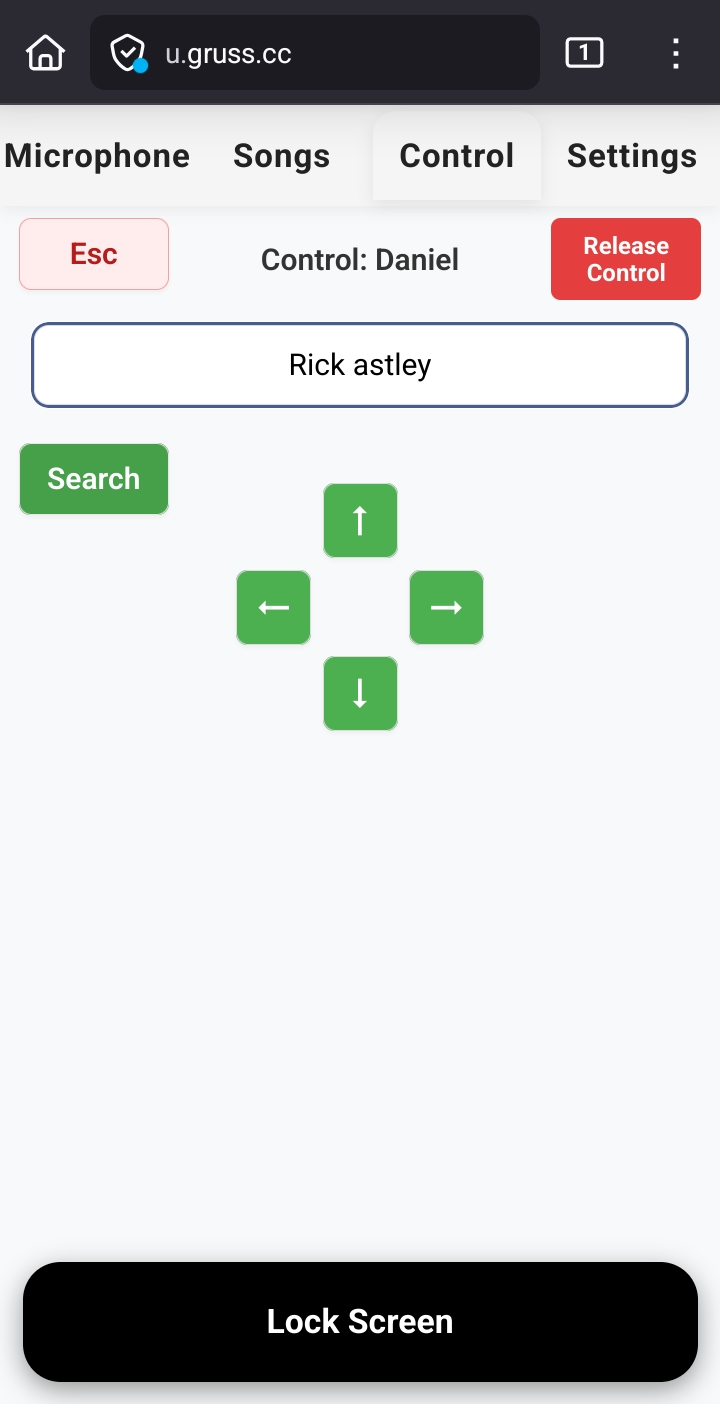 u.gruss.cc
1
Microphone Songs Control Settings
Esc
Control: Daniel
Release
Control
Rick astley
Search
↑
← →
↓
Lock Screen